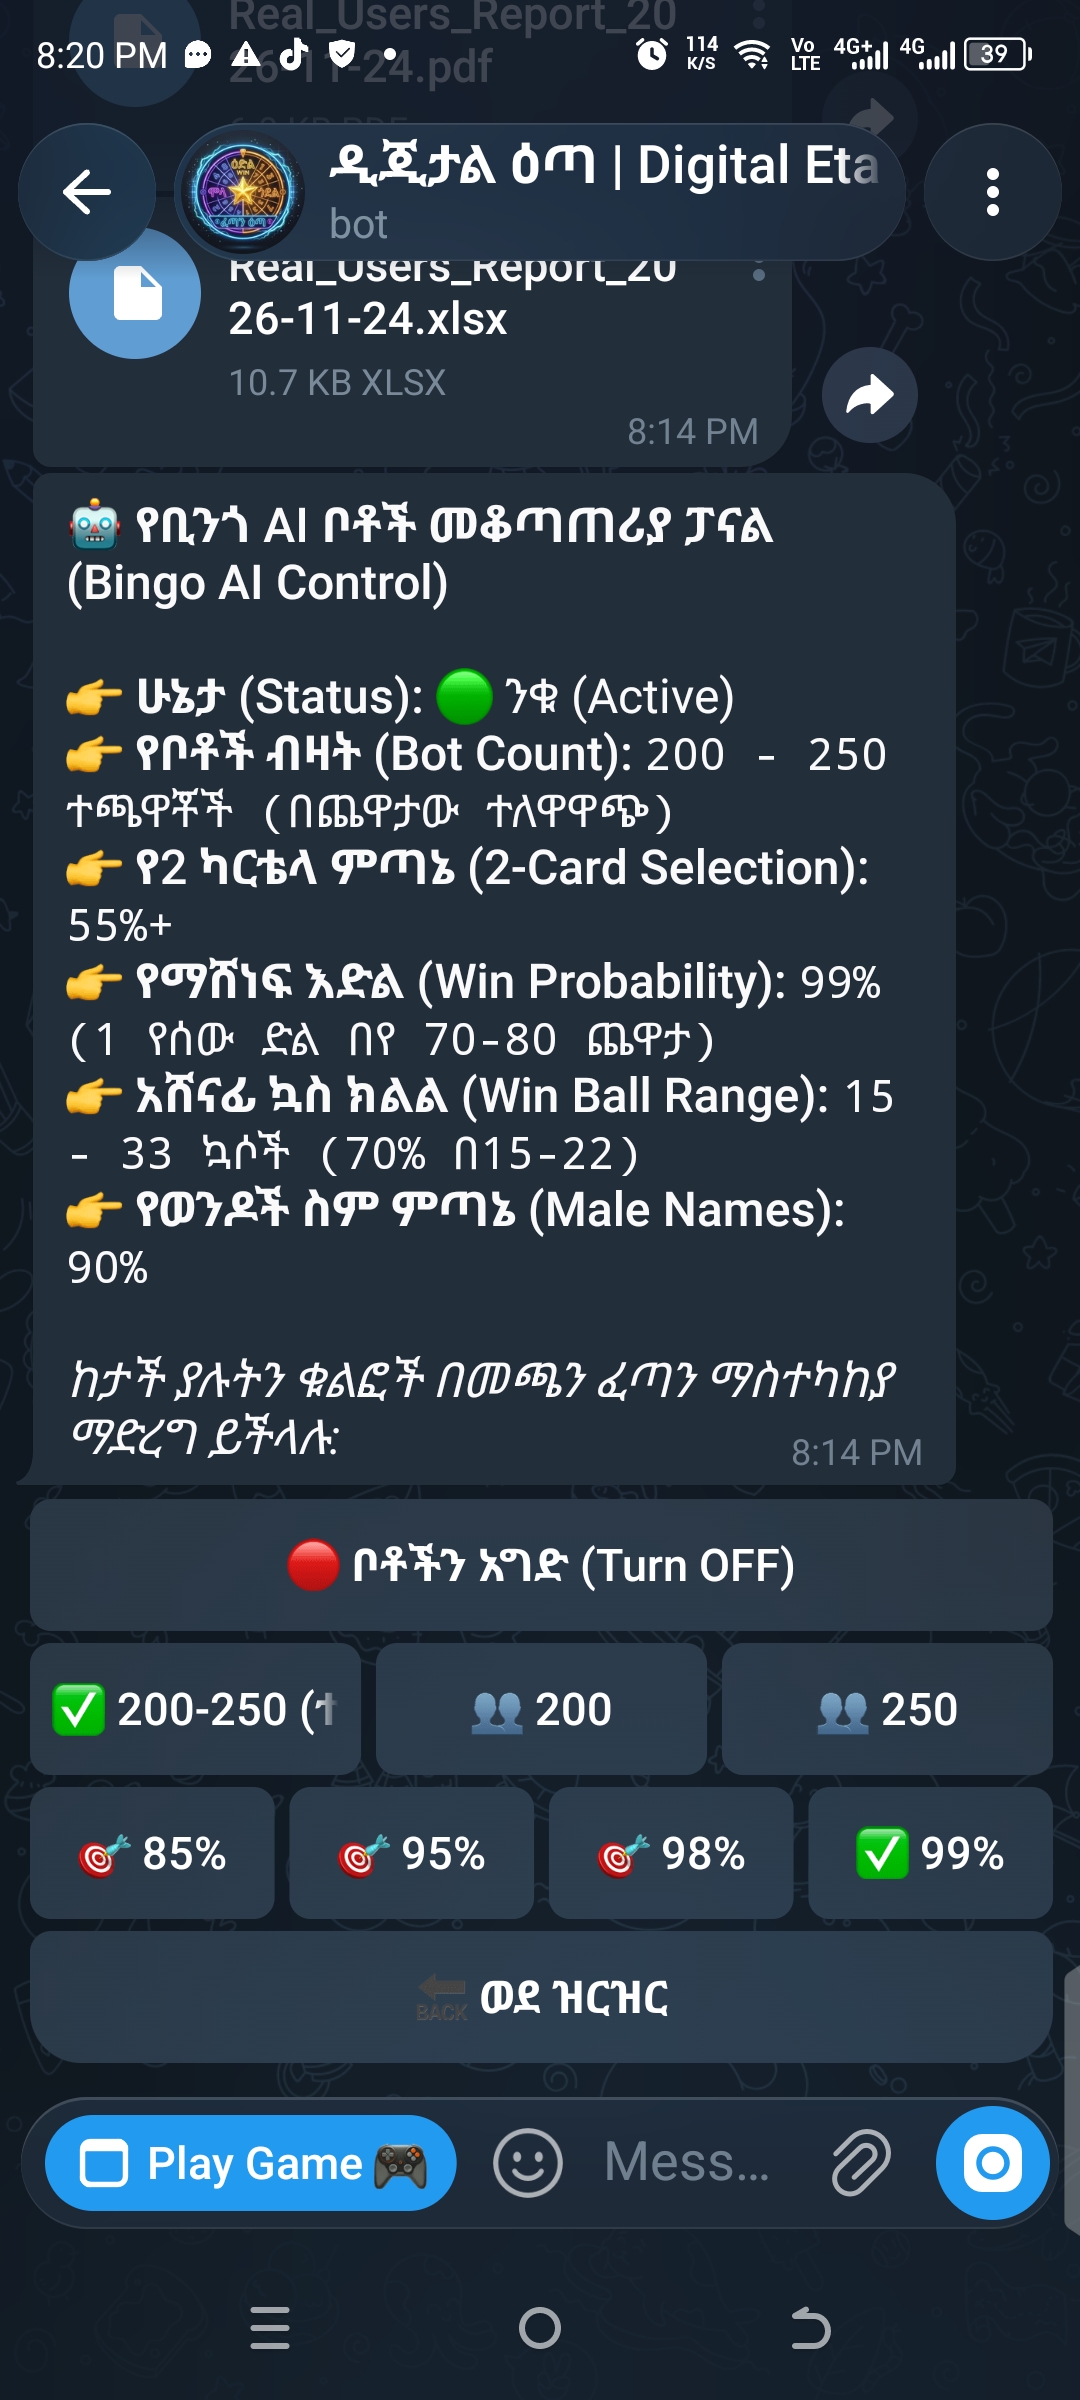 Real_Users_Report_20
26-11-24.pdf
8:20 PM
114
K/S
Vo
LTE
4G+
4G
39
ዲጂታል ዕጣ | Digital Eta
bot
Real_Users_Report_20
26-11-24.xlsx
10.7 KB XLSX
8:14 PM
🤖 የቢንጎ AI ቦቶች መቆጣጠሪያ ፓናል
(Bingo AI Control)
👉 ሁኔታ (Status): 🟢 ንቁ (Active)
👉 የቦቶች ብዛት (Bot Count): 200 - 250
ተጫዋቾች (በጨዋታው ተለዋዋጭ)
👉 የ2 ካርቴላ ምጣኔ (2-Card Selection):
55%+
👉 የማሸነፍ እድል (Win Probability): 99%
(1 የሰው ድል በየ 70-80 ጨዋታ)
👉 አሸናፊ ኳስ ክልል (Win Ball Range): 15
- 33 ኳሶች (70% በ15-22)
👉 የወንዶች ስም ምጣኔ (Male Names):
90%
ከታች ያሉትን ቁልፎች በመጫን ፈጣን ማስተካከያ
ማድረግ ይችላሉ:
8:14 PM
🔴 ቦቶችን አግድ (Turn OFF)
✅ 200-250 (ተ
👥 200
👥 250
🎯 85%
🎯 95%
🎯 98%
✅ 99%
🔙 ወደ ዝርዝር
Play Game 🎮
Mess...